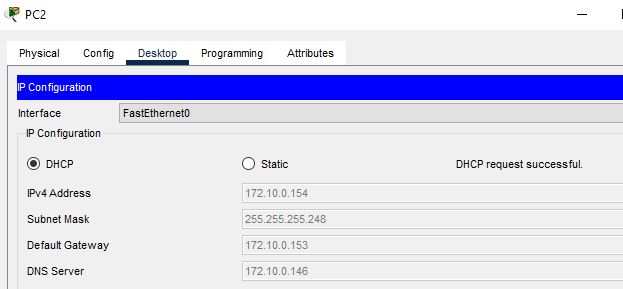 PC2
Physical Config Desktop Programming Attributes
IP Configuration
Interface FastEthernet0
IP Configuration
DHCP Static DHCP request successful.
IPv4 Address 172.10.0.154
Subnet Mask 255.255.255.248
Default Gateway 172.10.0.153
DNS Server 172.10.0.146